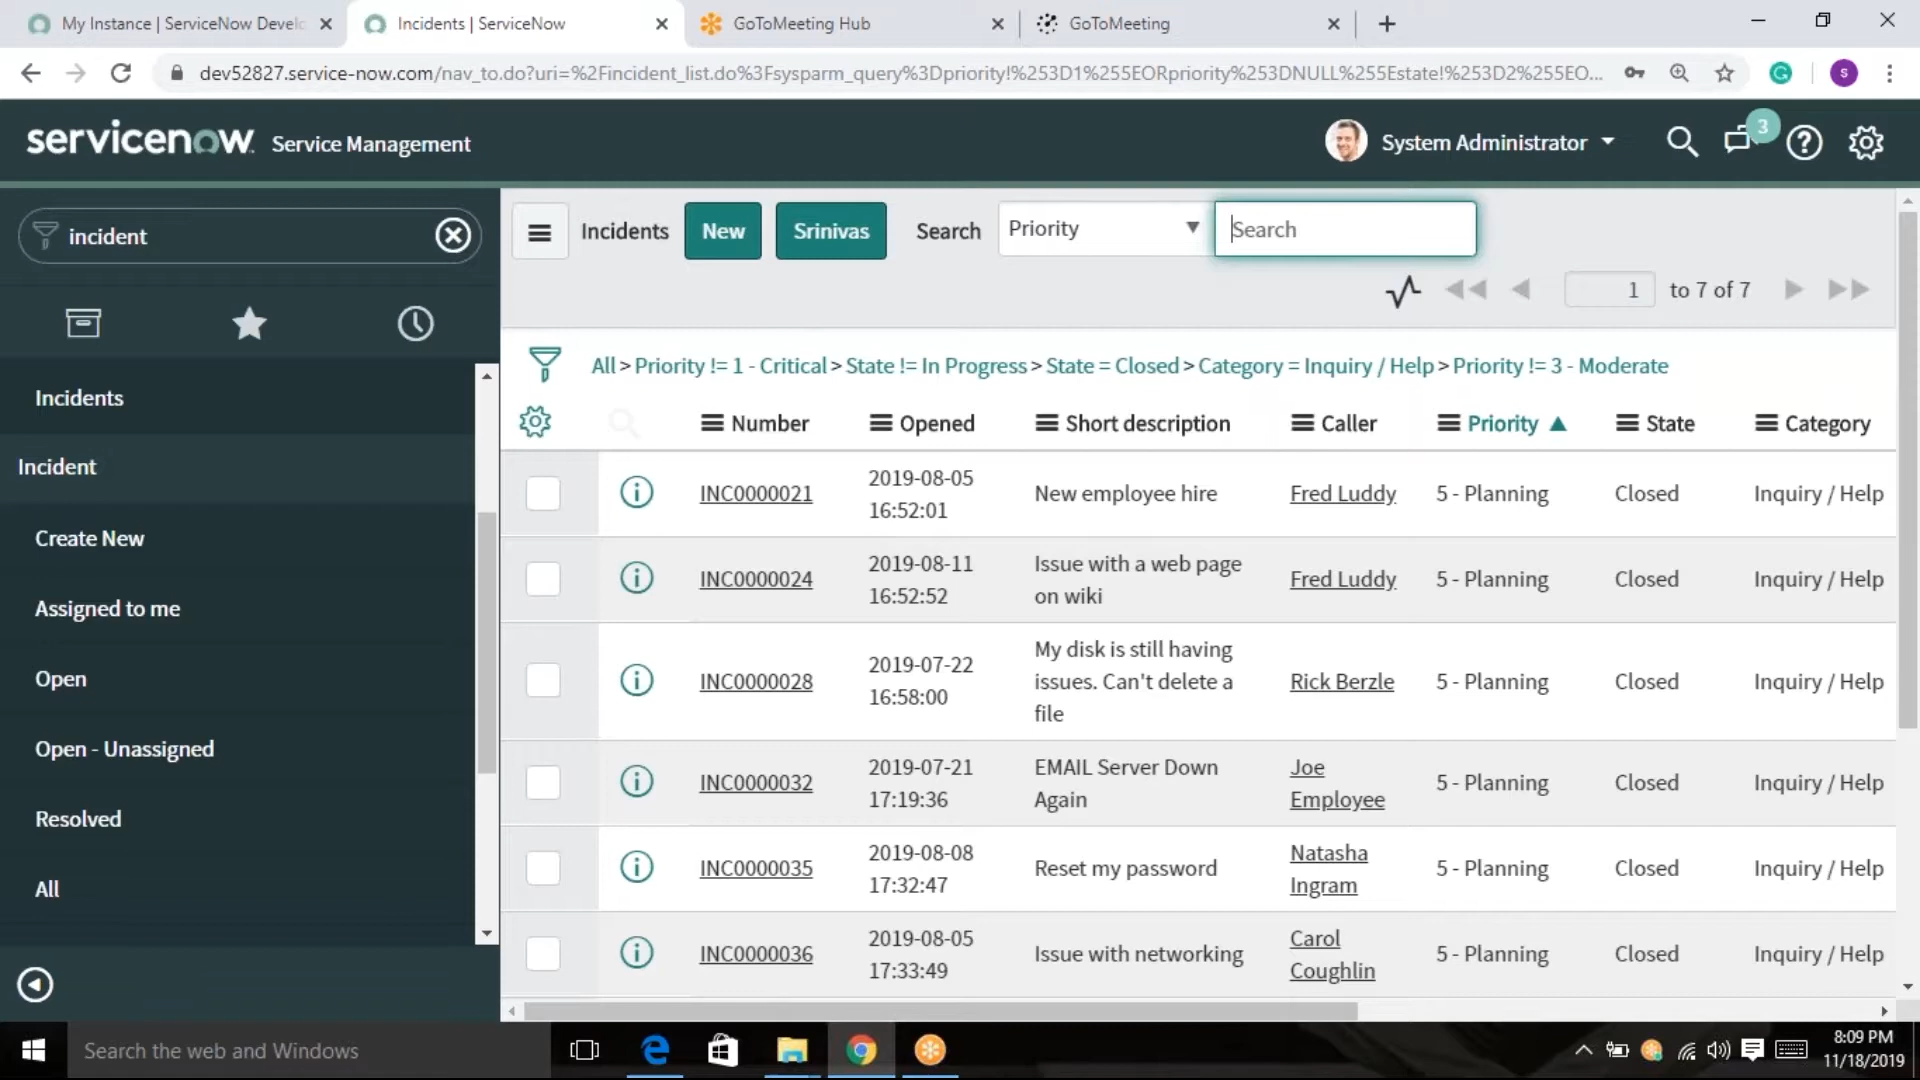 My Instance | ServiceNow Develo
Incidents | ServiceNow
GoToMeeting Hub
GoToMeeting
dev52827.service-now.com/nav_to.do?uri=%2Fincident_list.do%3Fsysparm_query%3Dpriority!%253D1%255EORpriority%253DNULL%255Estate!%253D2%255EO...
s
servicenow Service Management
System Administrator
3
incident
Incidents
New
Srinivas
Search
Priority
Search
1 to 7 of 7
All > Priority != 1 - Critical > State != In Progress > State = Closed > Category = Inquiry / Help > Priority != 3 - Moderate
Number
Opened
Short description
Caller
Priority
State
Category
Incidents
Incident
Create New
Assigned to me
Open
Open - Unassigned
Resolved
All
INC0000021
2019-08-05
16:52:01
New employee hire
Fred Luddy
5 - Planning
Closed
Inquiry / Help
INC0000024
2019-08-11
16:52:52
Issue with a web page
on wiki
Fred Luddy
5 - Planning
Closed
Inquiry / Help
INC0000028
2019-07-22
16:58:00
My disk is still having
issues. Can't delete a
file
Rick Berzle
5 - Planning
Closed
Inquiry / Help
INC0000032
2019-07-21
17:19:36
EMAIL Server Down
Again
Joe
Employee
5 - Planning
Closed
Inquiry / Help
INC0000035
2019-08-08
17:32:47
Reset my password
Natasha
Ingram
5 - Planning
Closed
Inquiry / Help
INC0000036
2019-08-05
17:33:49
Issue with networking
Carol
Coughlin
5 - Planning
Closed
Inquiry / Help
Search the web and Windows
8:09 PM
11/18/2019